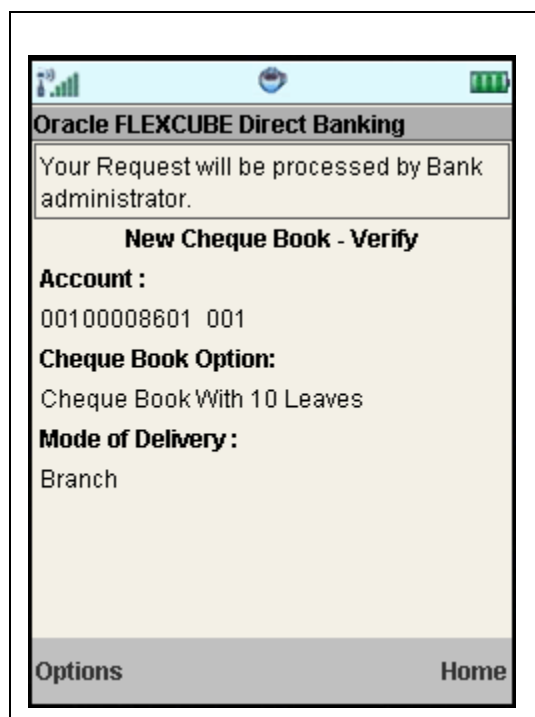 Oracle FLEXCUBE Direct Banking
Your Request will be processed by Bank
administrator.
New Cheque Book - Verify
Account :
00100008601 001
Cheque Book Option:
Cheque Book With 10 Leaves
Mode of Delivery :
Branch
Options Home